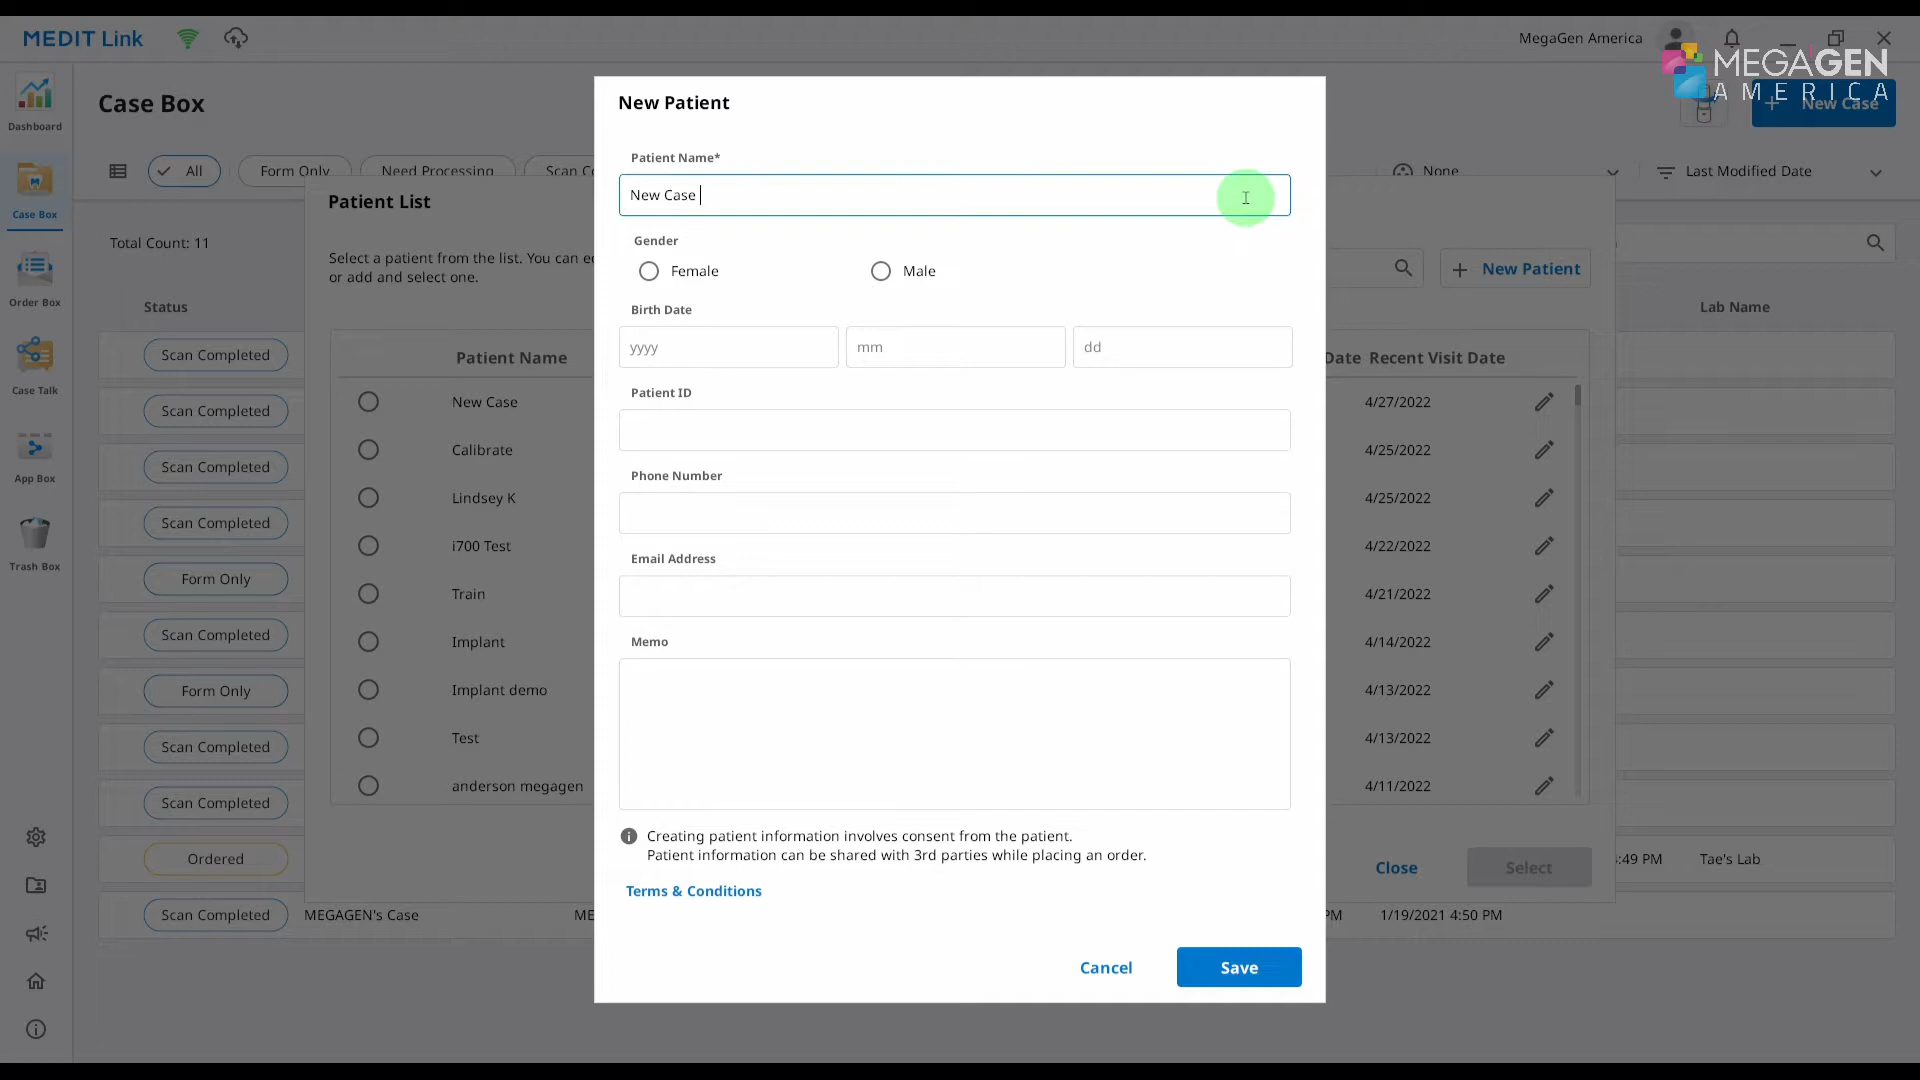 MEDIT Link
MegaGen America
MEGA'GEN
AMERICA
Dashboard
Case Box
Order Box
Case Talk
App Box
Trash Box
Case Box
New Case
All
Form Only
Need Processing
Scan Co
None
Last Modified Date
Total Count: 11
Status
Lab Name
Scan Completed
Scan Completed
Scan Completed
Scan Completed
Form Only
Scan Completed
Form Only
Scan Completed
Scan Completed
Ordered
:49 PM
Tae's Lab
Scan Completed
MEGAGEN's Case
ME
PM
1/19/2021 4:50 PM
Patient List
Select a patient from the list. You can e
or add and select one.
+ New Patient
Patient Name
Date
Recent Visit Date
New Case
4/27/2022
Calibrate
4/25/2022
Lindsey K
4/25/2022
i700 Test
4/22/2022
Train
4/21/2022
Implant
4/14/2022
Implant demo
4/13/2022
Test
4/13/2022
anderson megagen
4/11/2022
Close
Select
New Patient
Patient Name*
New Case
Gender
Female
Male
Birth Date
yyyy
mm
dd
Patient ID
Phone Number
Email Address
Memo
Creating patient information involves consent from the patient.
Patient information can be shared with 3rd parties while placing an order.
Terms & Conditions
Cancel
Save